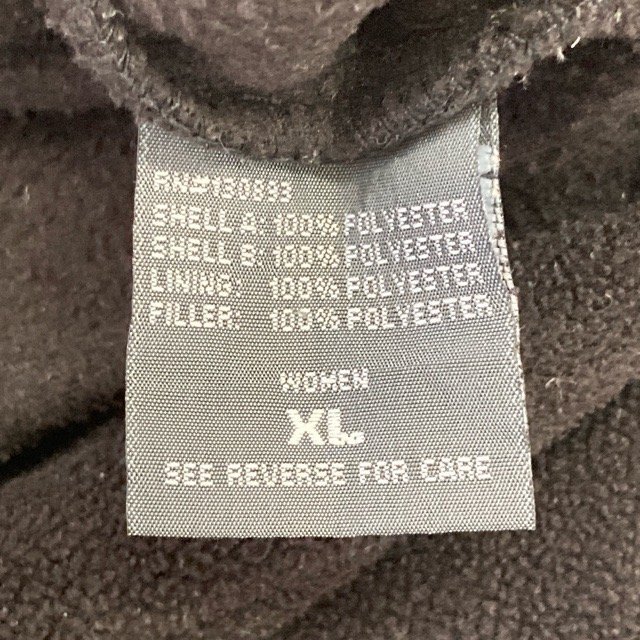 RN#130833
SHELL A: 100% POLYESTER
SHELL B: 100% POLYESTER
LINING: 100% POLYESTER
FILLER: 100% POLYESTER
WOMEN
XL
SEE REVERSE FOR CARE